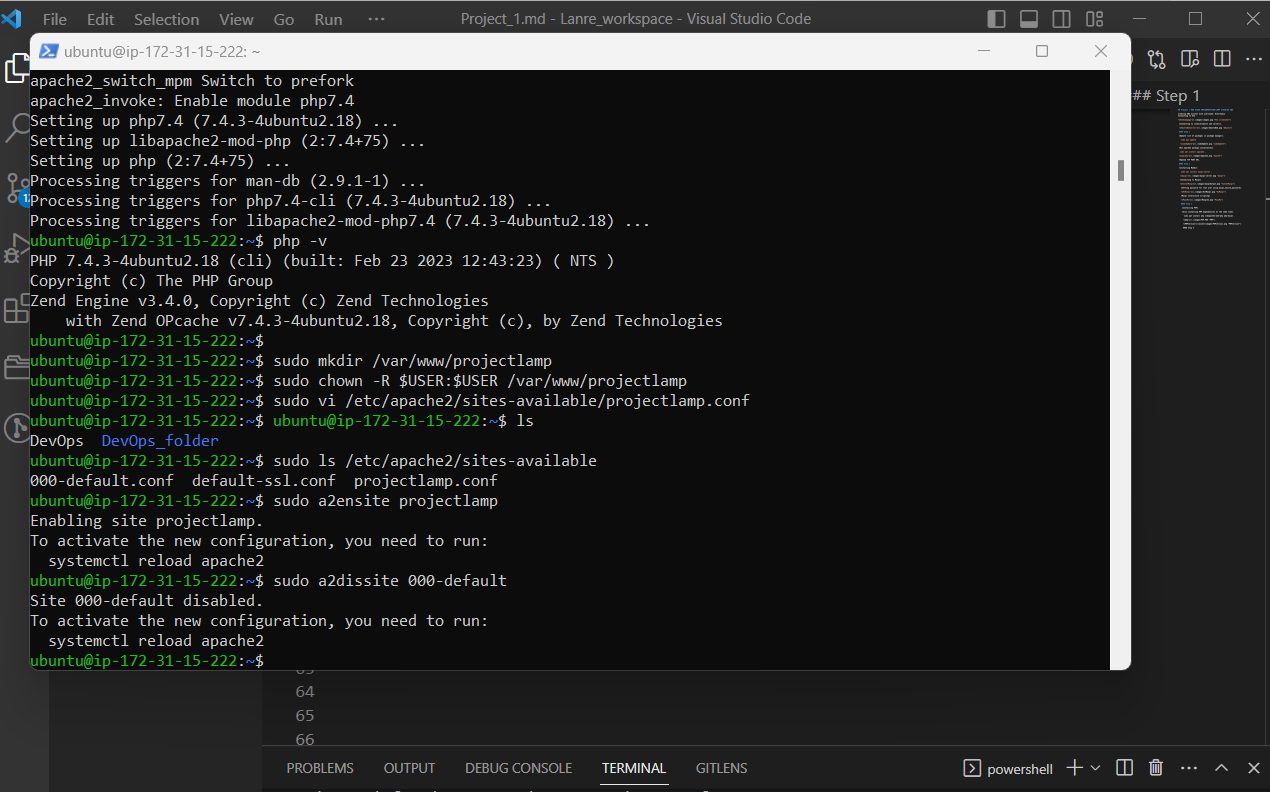 File Edit Selection View Go Run ··· Project_1.md - Lanre_workspace - Visual Studio Code
ubuntu@ip-172-31-15-222: ~
## Step 1
apache2_switch_mpm Switch to prefork
apache2_invoke: Enable module php7.4
Setting up php7.4 (7.4.3-4ubuntu2.18) ...
Setting up libapache2-mod-php (2:7.4+75) ...
Setting up php (2:7.4+75) ...
Processing triggers for man-db (2.9.1-1) ...
Processing triggers for php7.4-cli (7.4.3-4ubuntu2.18) ...
Processing triggers for libapache2-mod-php7.4 (7.4.3-4ubuntu2.18) ...
ubuntu@ip-172-31-15-222:~$ php -v
PHP 7.4.3-4ubuntu2.18 (cli) (built: Feb 23 2023 12:43:23) ( NTS )
Copyright (c) The PHP Group
Zend Engine v3.4.0, Copyright (c) Zend Technologies
    with Zend OPcache v7.4.3-4ubuntu2.18, Copyright (c), by Zend Technologies
ubuntu@ip-172-31-15-222:~$
ubuntu@ip-172-31-15-222:~$ sudo mkdir /var/www/projectlamp
ubuntu@ip-172-31-15-222:~$ sudo chown -R $USER:$USER /var/www/projectlamp
ubuntu@ip-172-31-15-222:~$ sudo vi /etc/apache2/sites-available/projectlamp.conf
ubuntu@ip-172-31-15-222:~$ ubuntu@ip-172-31-15-222:~$ ls
DevOps  DevOps_folder
ubuntu@ip-172-31-15-222:~$ sudo ls /etc/apache2/sites-available
000-default.conf  default-ssl.conf  projectlamp.conf
ubuntu@ip-172-31-15-222:~$ sudo a2ensite projectlamp
Enabling site projectlamp.
To activate the new configuration, you need to run:
  systemctl reload apache2
ubuntu@ip-172-31-15-222:~$ sudo a2dissite 000-default
Site 000-default disabled.
To activate the new configuration, you need to run:
  systemctl reload apache2
ubuntu@ip-172-31-15-222:~$
64
65
66
PROBLEMS OUTPUT DEBUG CONSOLE TERMINAL GITLENS powershell